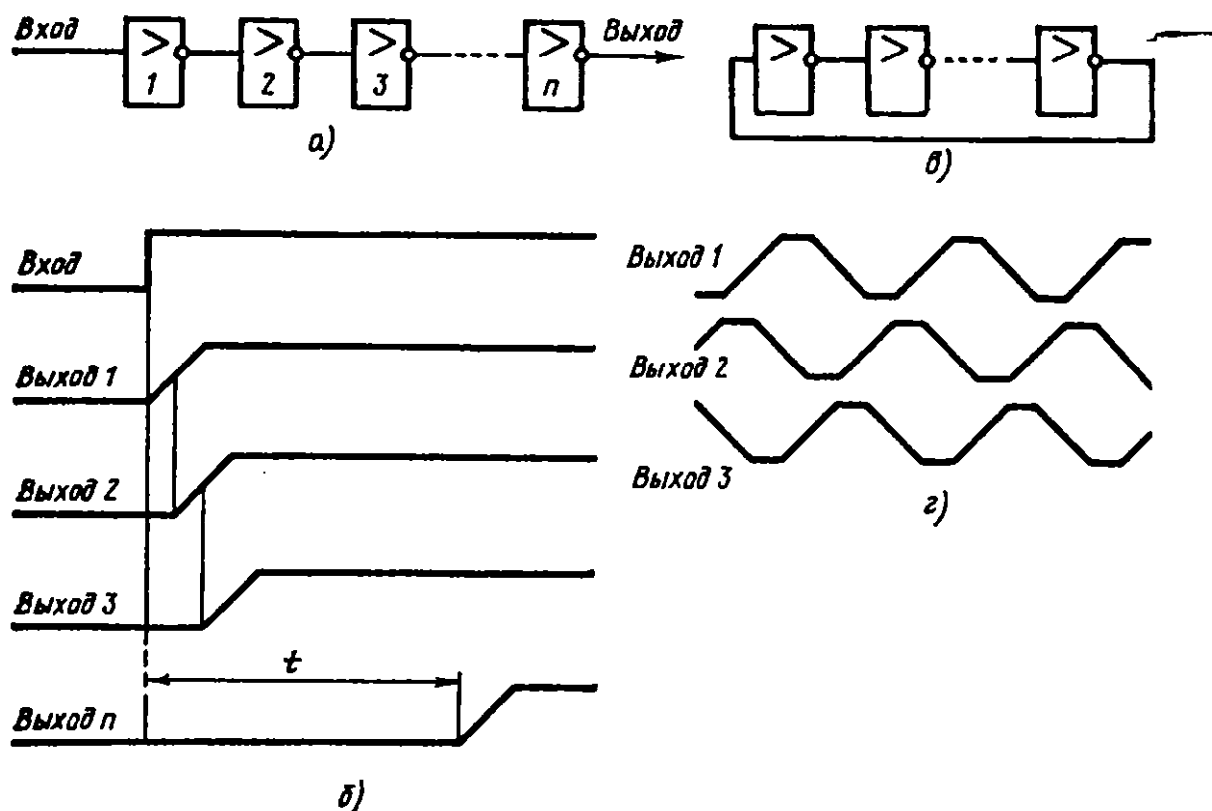 Вход
>
1
>
2
>
3
>
n
Выход
а)
>
>
>
в)
Вход
Выход 1
Выход 2
Выход 3
t
Выход n
б)
Выход 1
Выход 2
Выход 3
г)